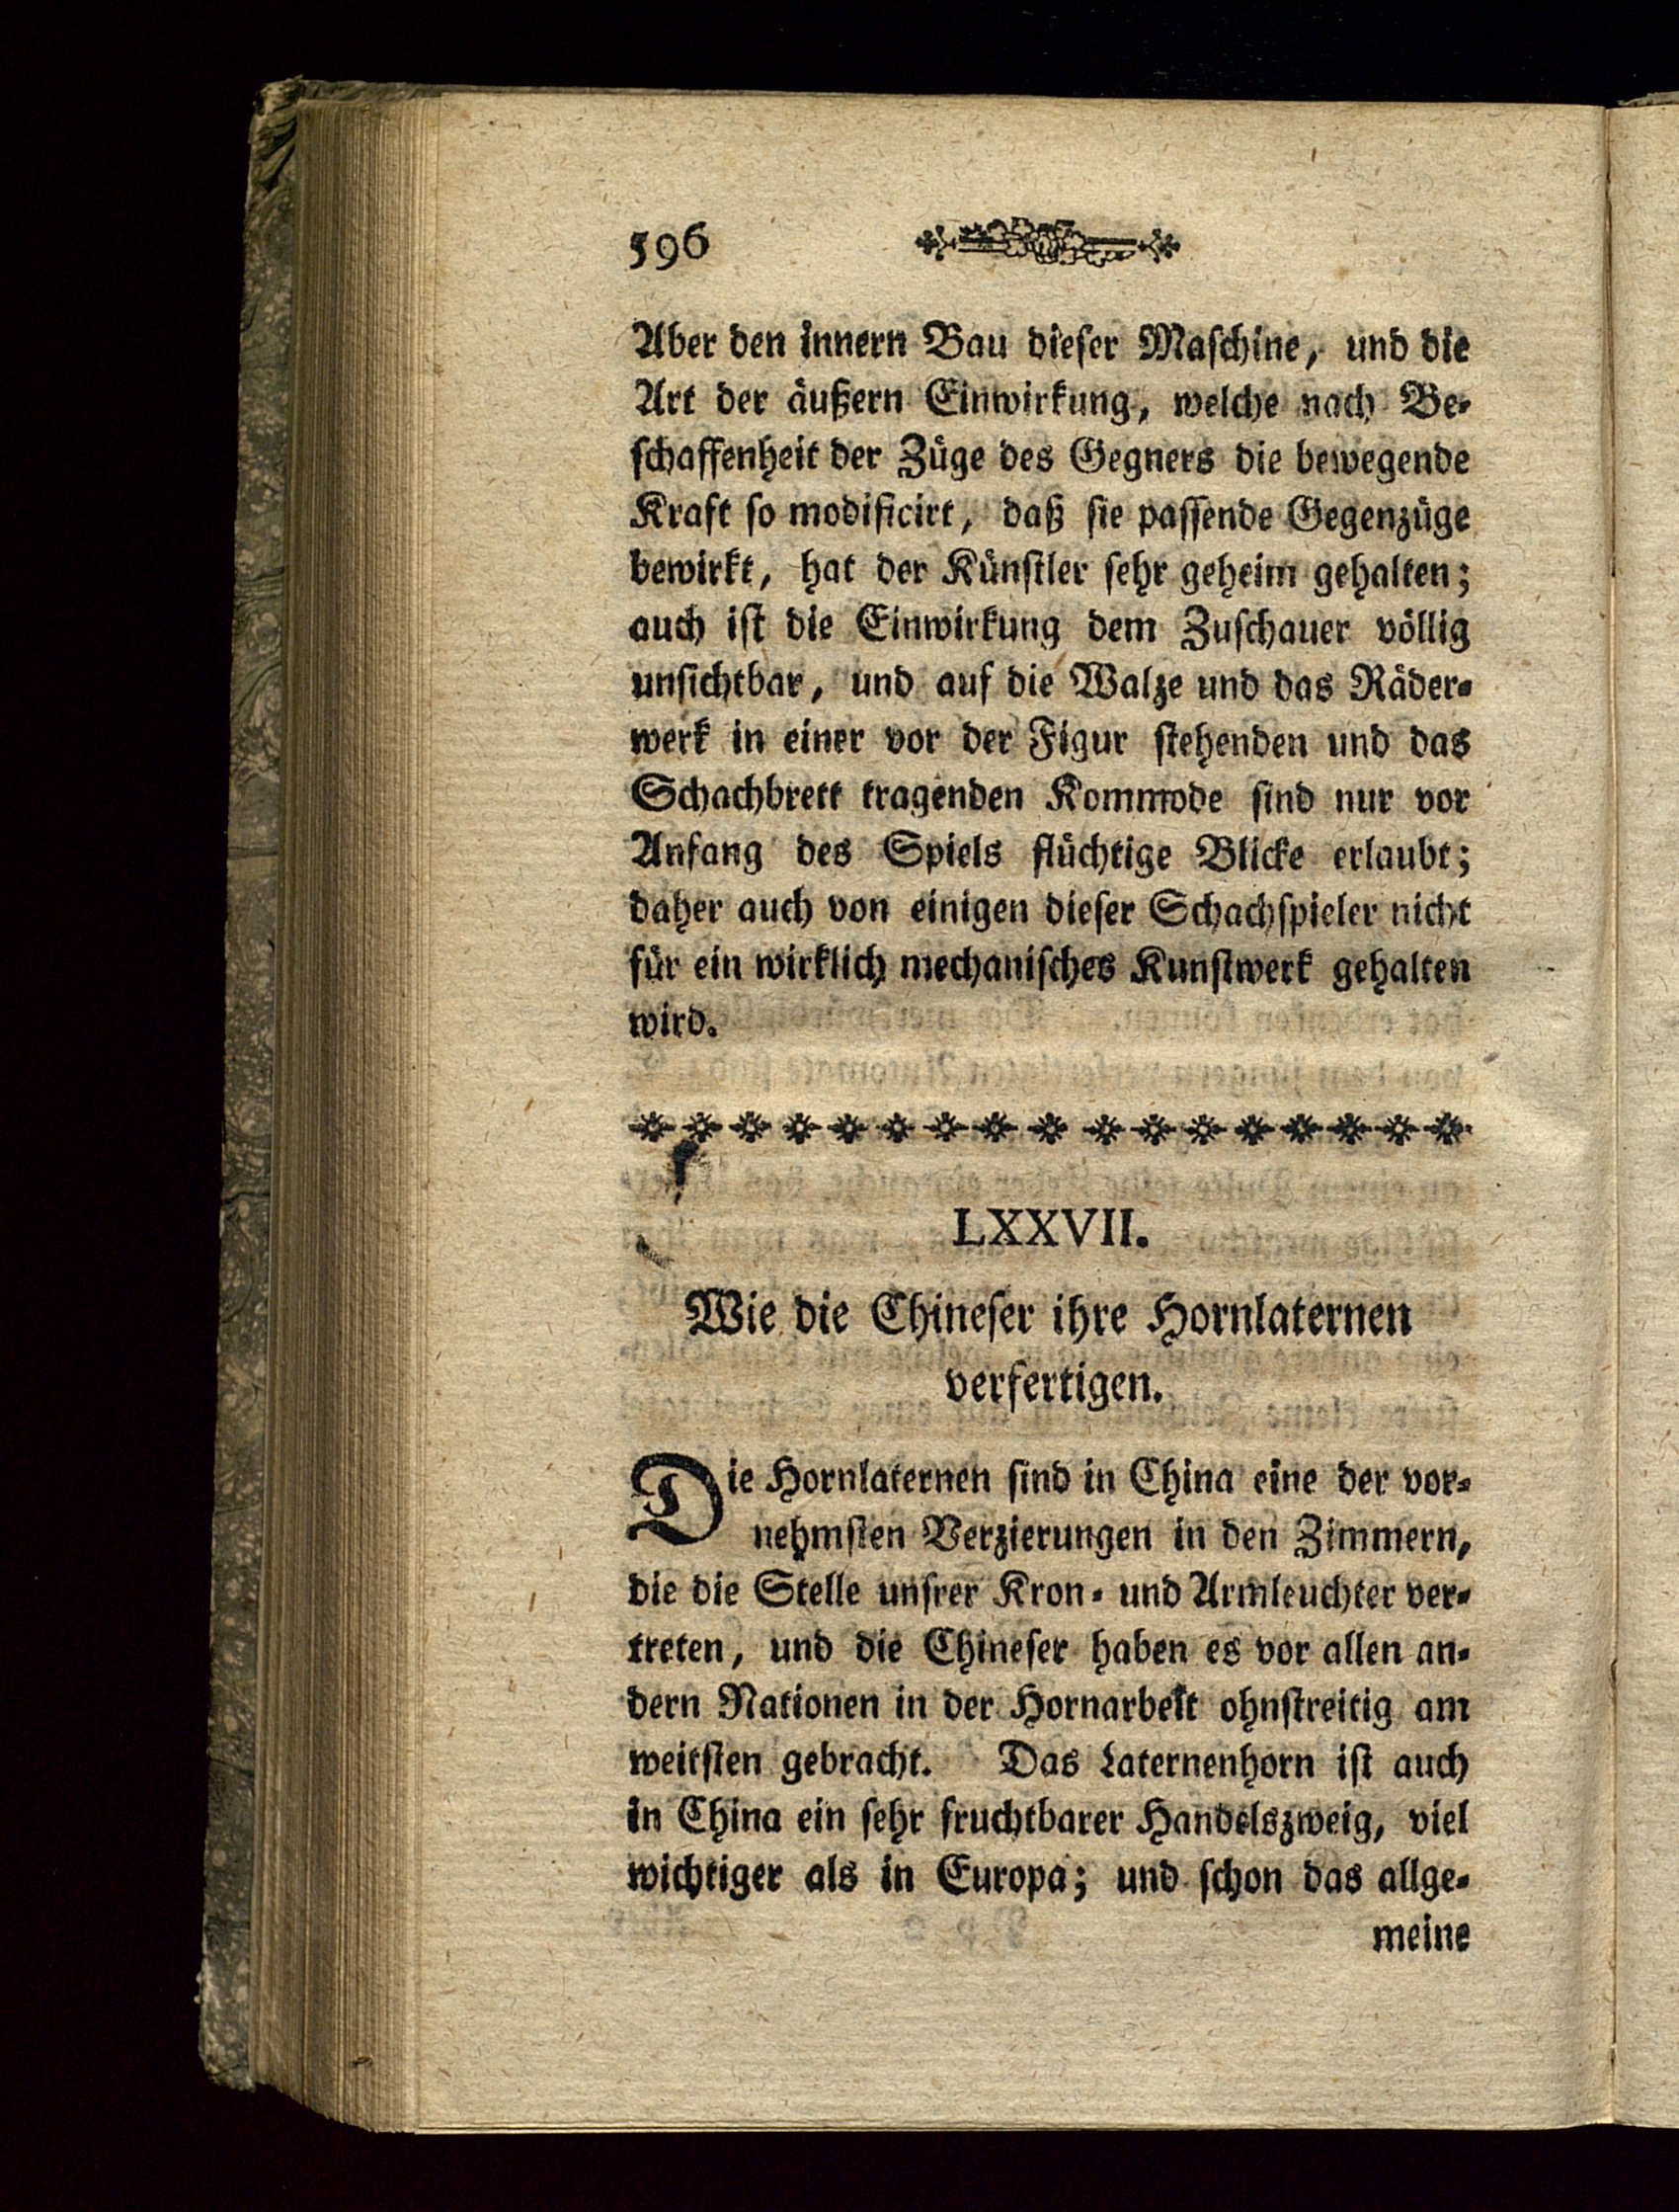 596
Aber den innern Bau dieser Maschine, und die
Art der äußern Einwirkung, welche nach Be-
schaffenheit der Züge des Gegners die bewegende
Kraft so modificirt, daß sie passende Gegenzüge
bewirkt, hat der Künstler sehr geheim gehalten;
auch ist die Einwirkung dem Zuschauer völlig
unsichtbar, und auf die Walze und das Räder-
werk in einer vor der Figur stehenden und das
Schachbrett tragenden Kommode sind nur vor
Anfang des Spiels flüchtige Blicke erlaubt;
daher auch von einigen dieser Schachspieler nicht
für ein wirklich mechanisches Kunstwerk gehalten
wird.
LXXVII.
Wie die Chineser ihre Hornlaternen
verfertigen.
Die Hornlaternen sind in China eine der vor-
nehmsten Verzierungen in den Zimmern,
die die Stelle unsrer Kron- und Armleuchter ver-
treten, und die Chineser haben es vor allen an-
dern Nationen in der Hornarbeit ohnstreitig am
weitsten gebracht. Das Laternenhorn ist auch
in China ein sehr fruchtbarer Handelszweig, viel
wichtiger als in Europa; und schon das allge-
meine